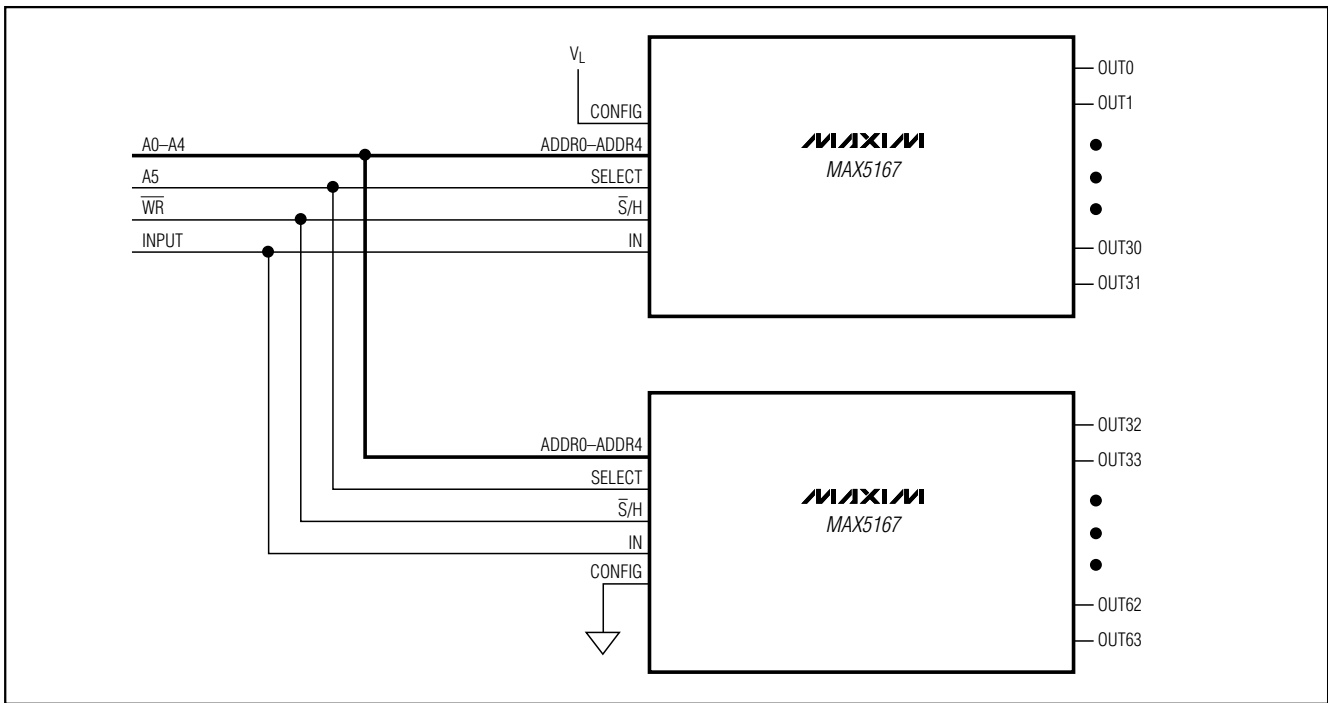 V_L
CONFIG
A0–A4
ADDR0–ADDR4
A5
SELECT
W̅R̅
S̅/H
INPUT
IN
MAXIM
MAX5167
OUT0
OUT1
OUT30
OUT31
ADDR0–ADDR4
SELECT
S̅/H
IN
CONFIG
MAXIM
MAX5167
OUT32
OUT33
OUT62
OUT63